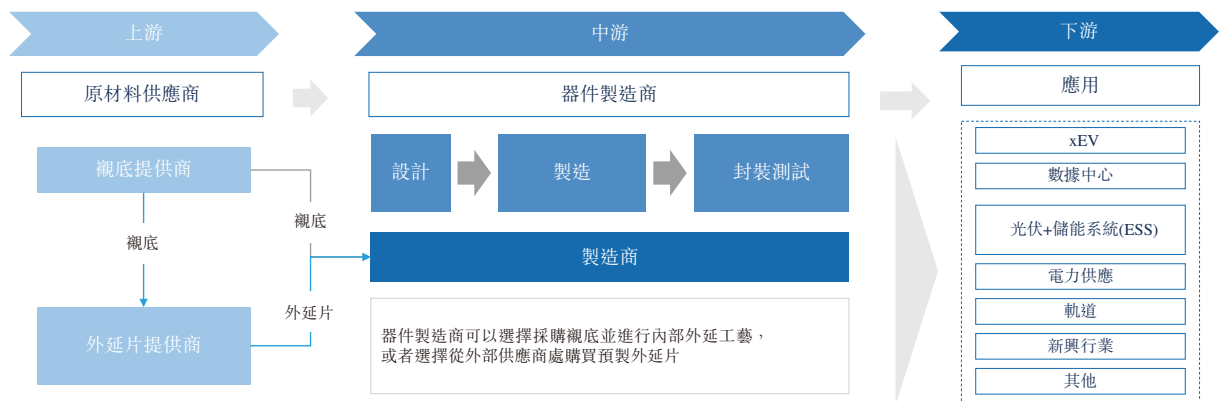 上游
中游
下游
原材料供應商
器件製造商
應用
襯底提供商
襯底
襯底
外延片
外延片提供商
設計
製造
封裝測試
製造商
器件製造商可以選擇採購襯底並進行內部外延工藝，
或者選擇從外部供應商處購買預製外延片
xEV
數據中心
光伏+儲能系統(ESS)
電力供應
軌道
新興行業
其他